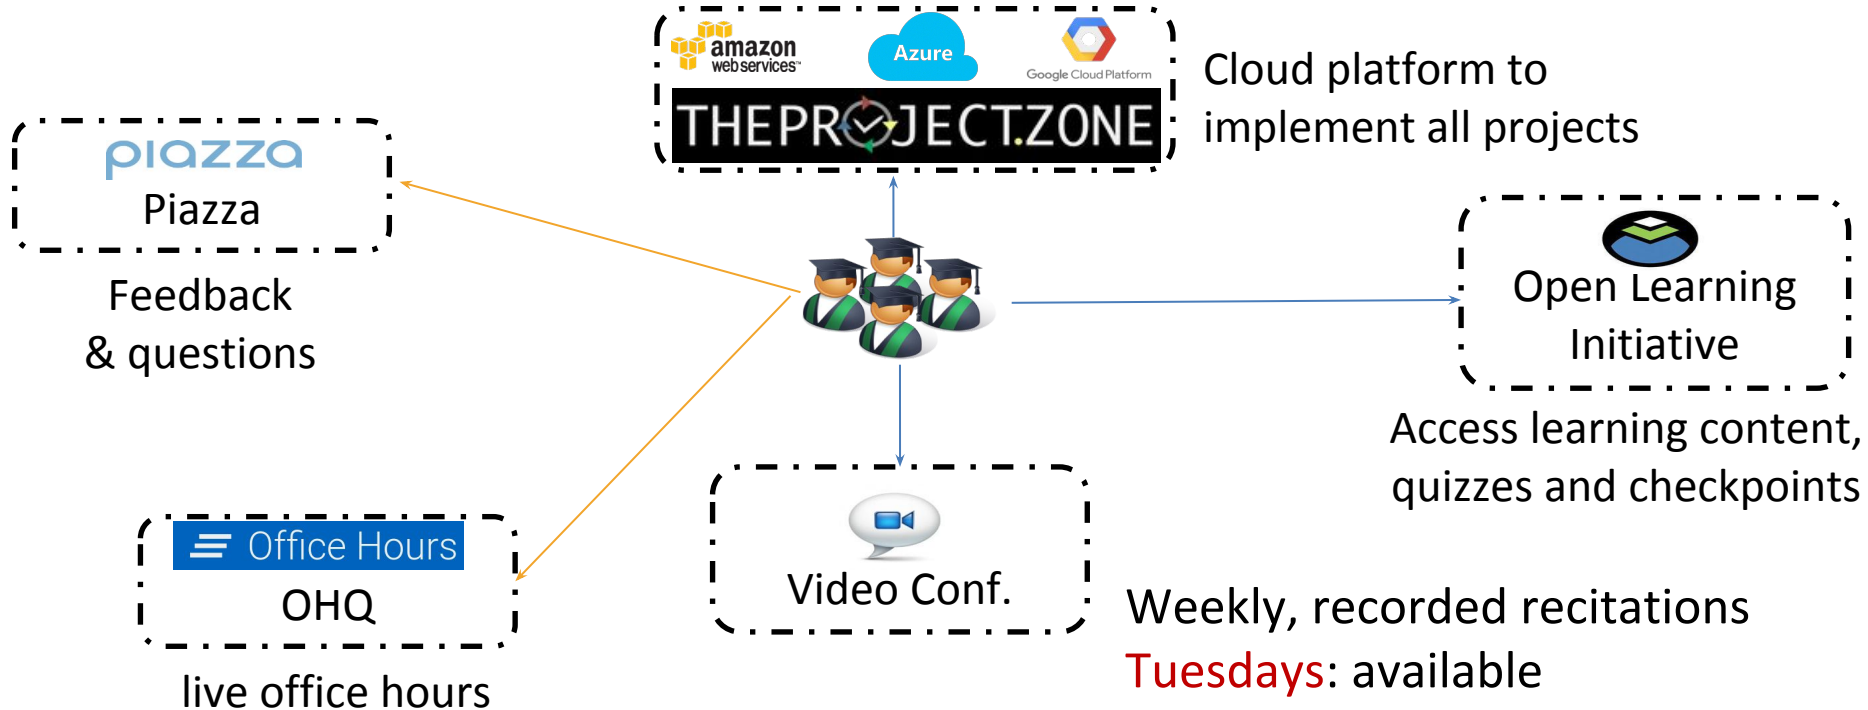 amazon
web services™
Azure
Google Cloud Platform
THEPROJECT.ZONE
Cloud platform to
implement all projects
piazza
Piazza
Feedback
& questions
Open Learning
Initiative
Access learning content,
quizzes and checkpoints
Office Hours
OHQ
live office hours
Video Conf.
Weekly, recorded recitations
Tuesdays: available